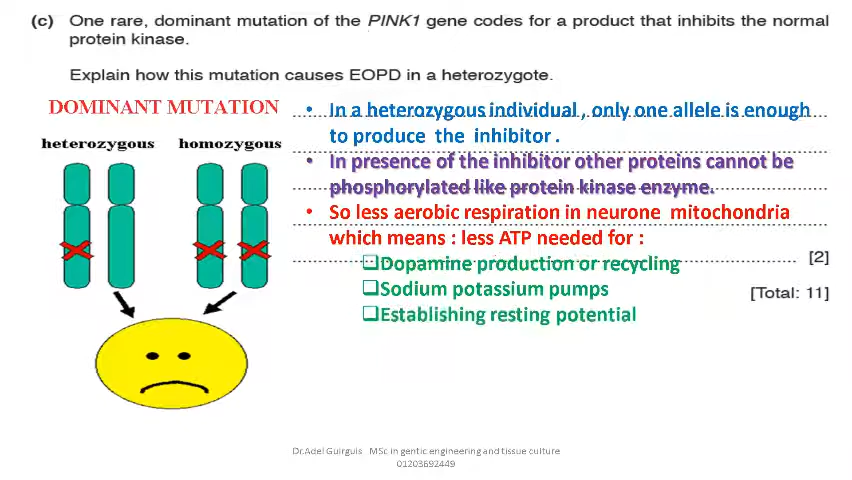 (c) One rare, dominant mutation of the PINK1 gene codes for a product that inhibits the normal
protein kinase.
Explain how this mutation causes EOPD in a heterozygote.
DOMINANT MUTATION
heterozygous homozygous
• In a heterozygous individual , only one allele is enough
to produce the inhibitor .
• In presence of the inhibitor other proteins cannot be
phosphorylated like protein kinase enzyme.
• So less aerobic respiration in neurone mitochondria
which means : less ATP needed for :
❑Dopamine production or recycling
❑Sodium potassium pumps
❑Establishing resting potential
[2]
[Total: 11]
Dr.Adel Guirguis MSc in gentic engineering and tissue culture
01203692449